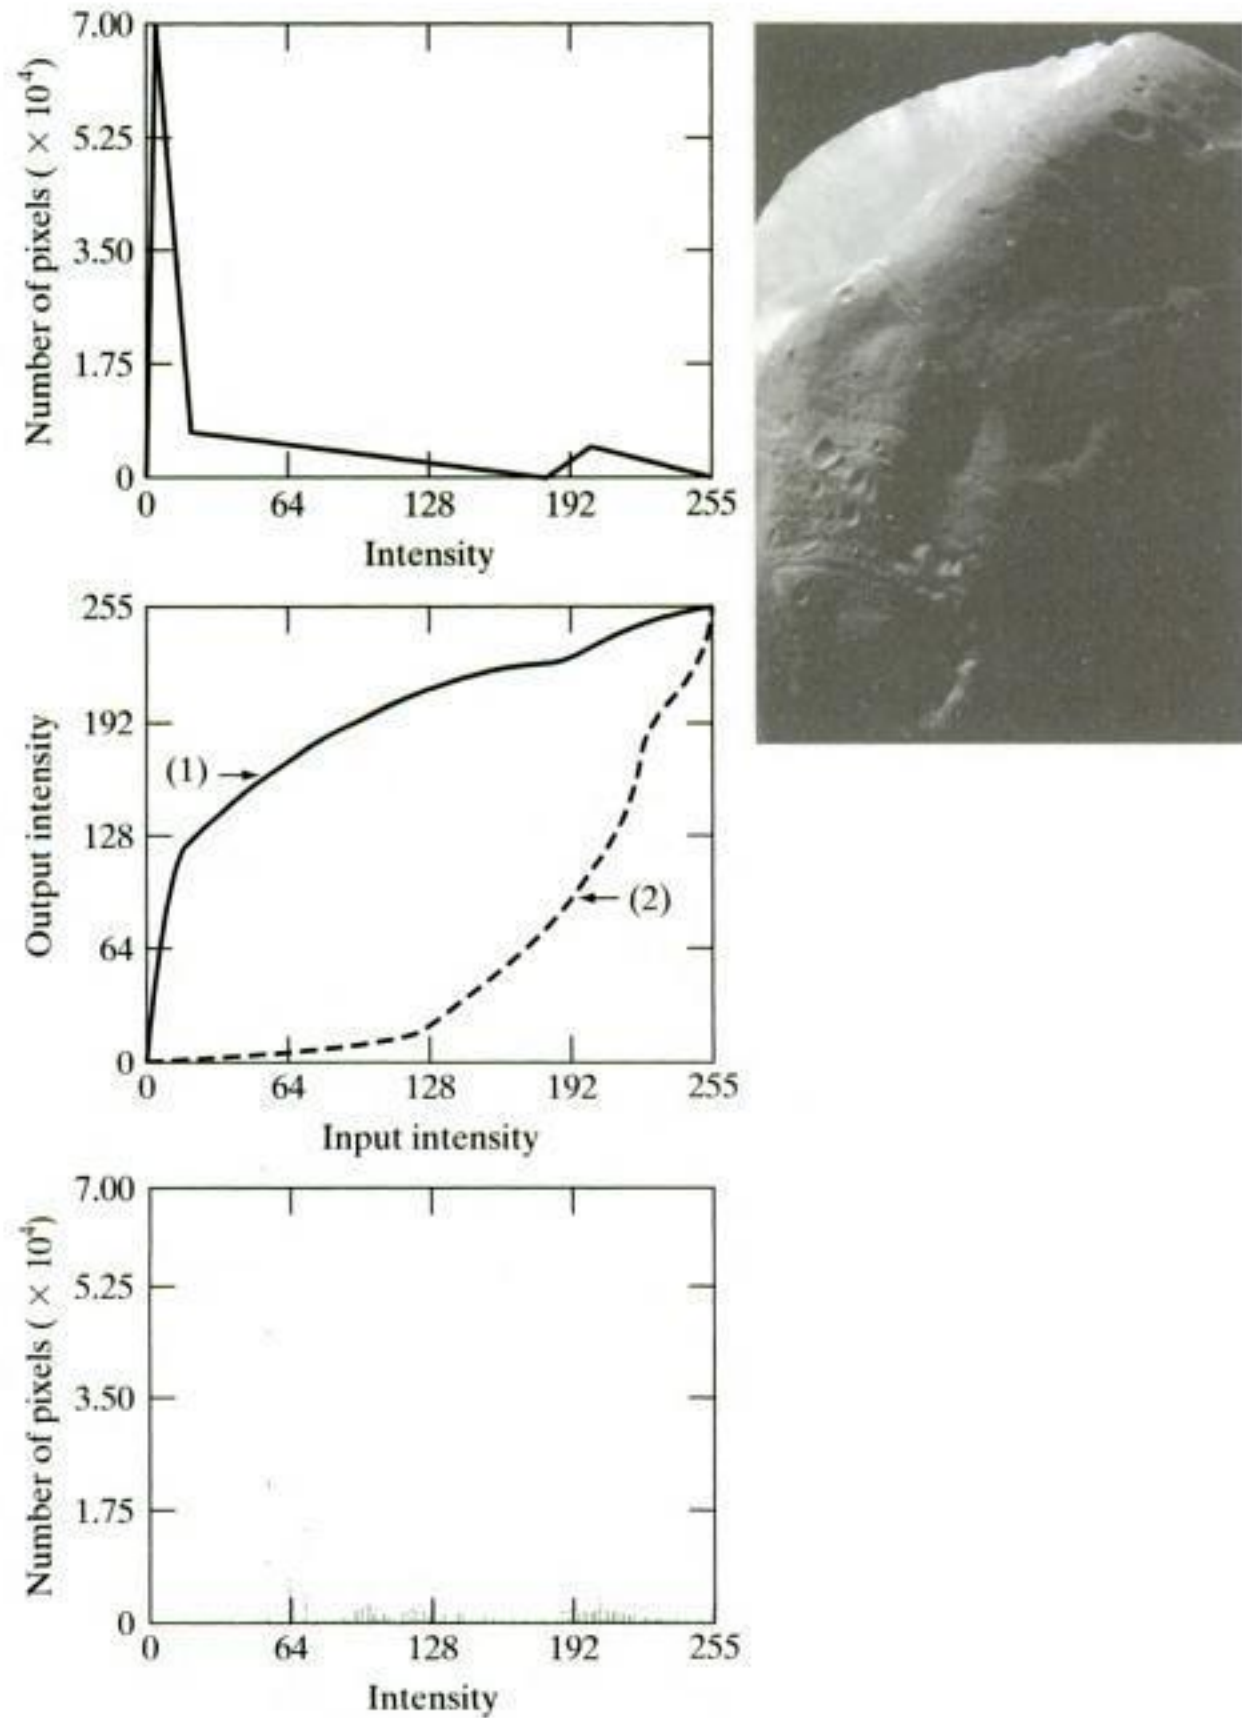 7.00
5.25
3.50
1.75
0
Number of pixels ( × 10⁴)
0 64 128 192 255
Intensity
255
192
128
64
0
Output intensity
(1)
(2)
0 64 128 192 255
Input intensity
7.00
5.25
3.50
1.75
0
Number of pixels ( × 10⁴)
0 64 128 192 255
Intensity